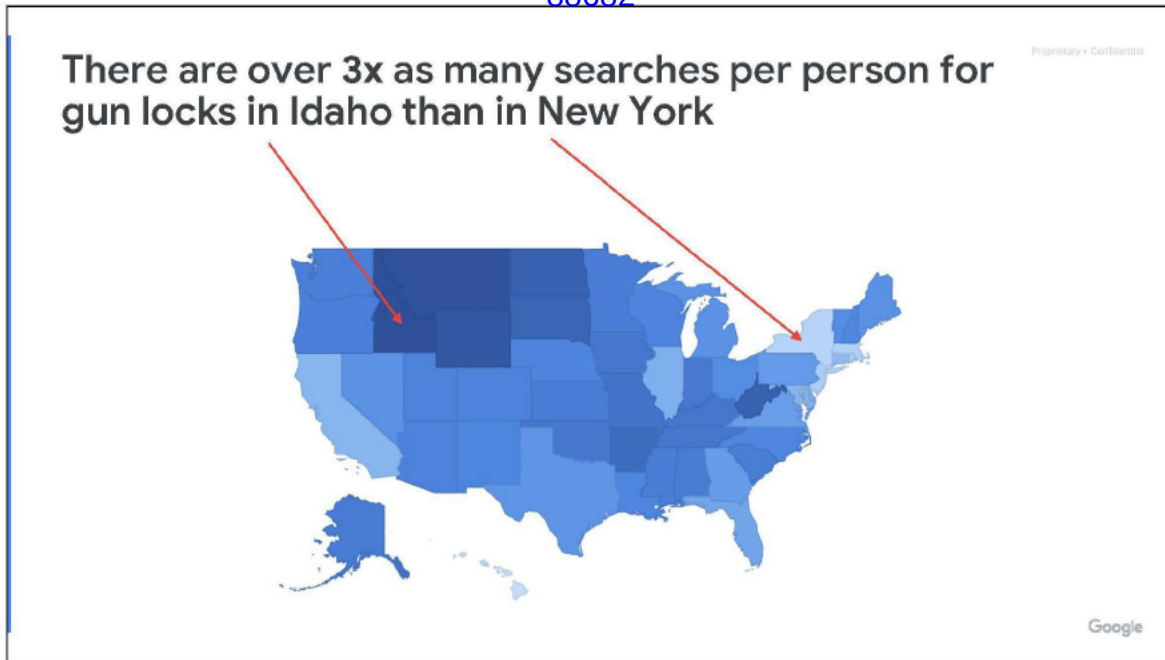 Proprietary + Confidential
There are over 3x as many searches per person for
gun locks in Idaho than in New York
Google